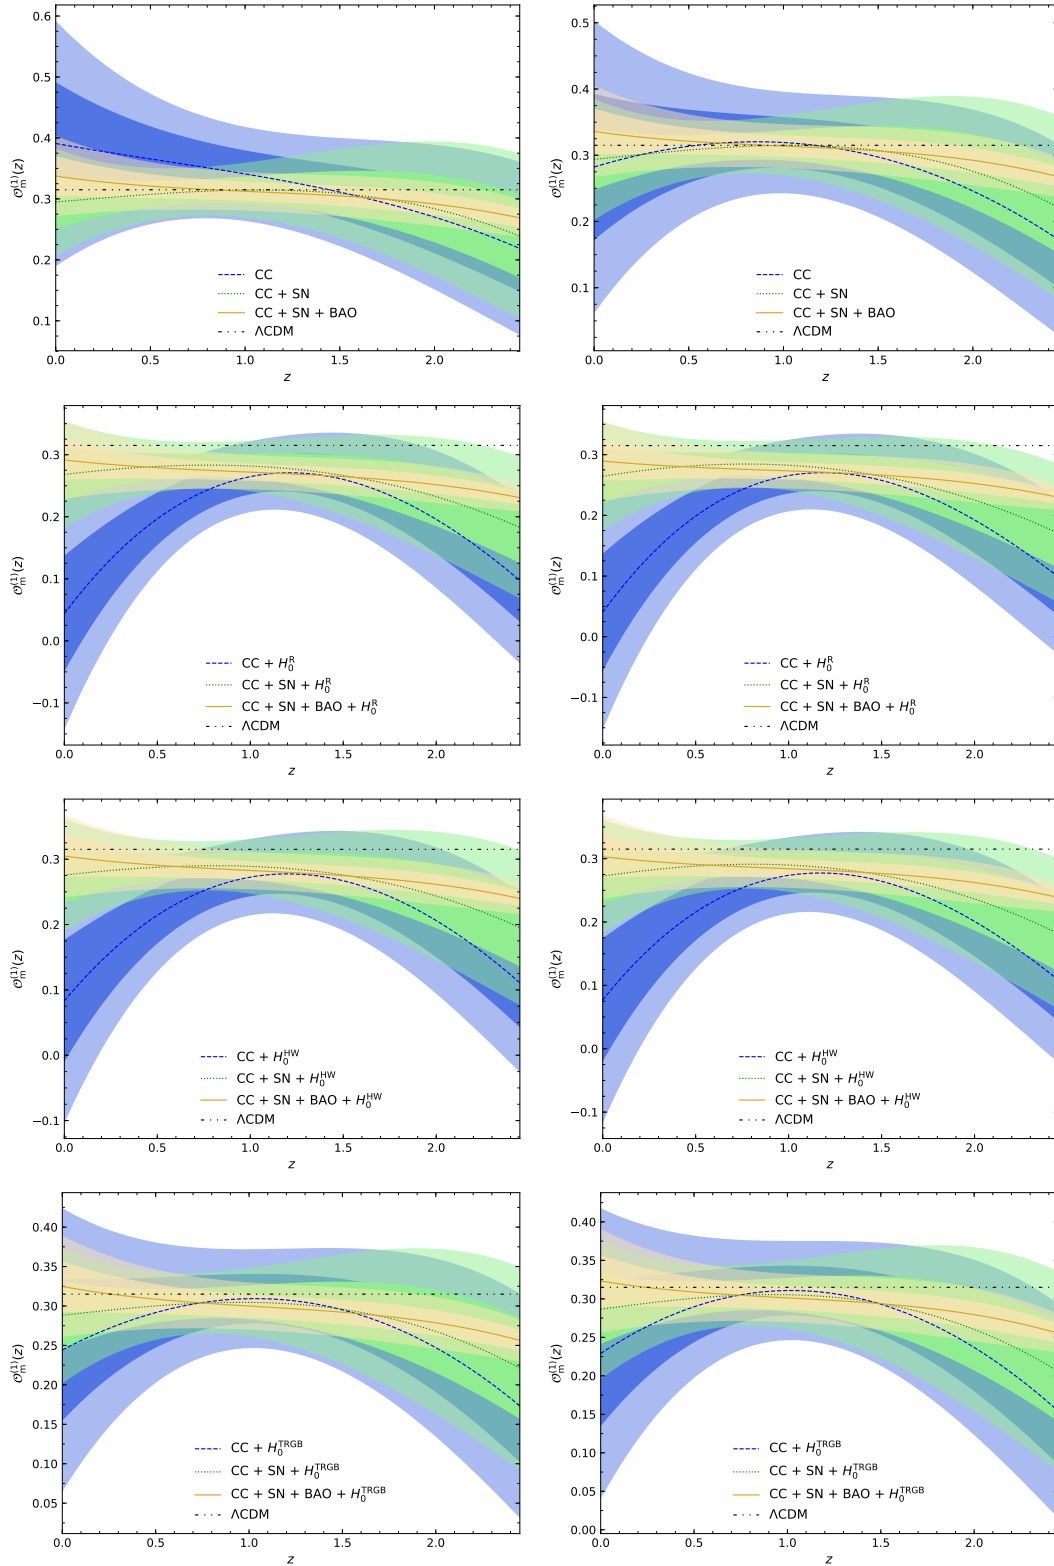 0.6
0.5
0.4
0.3
0.2
0.1
𝒪m(1)(z)
CC
CC + SN
CC + SN + BAO
ΛCDM
0.0 0.5 1.0 1.5 2.0
z
0.5
0.4
0.3
0.2
0.1
𝒪m(1)(z)
CC
CC + SN
CC + SN + BAO
ΛCDM
0.0 0.5 1.0 1.5 2.0
z
0.3
0.2
0.1
0.0
−0.1
𝒪m(1)(z)
CC + H0R
CC + SN + H0R
CC + SN + BAO + H0R
ΛCDM
0.0 0.5 1.0 1.5 2.0
z
0.3
0.2
0.1
0.0
−0.1
𝒪m(1)(z)
CC + H0R
CC + SN + H0R
CC + SN + BAO + H0R
ΛCDM
0.0 0.5 1.0 1.5 2.0
z
0.3
0.2
0.1
0.0
−0.1
𝒪m(1)(z)
CC + H0HW
CC + SN + H0HW
CC + SN + BAO + H0HW
ΛCDM
0.0 0.5 1.0 1.5 2.0
z
0.3
0.2
0.1
0.0
−0.1
𝒪m(1)(z)
CC + H0HW
CC + SN + H0HW
CC + SN + BAO + H0HW
ΛCDM
0.0 0.5 1.0 1.5 2.0
z
0.40
0.35
0.30
0.25
0.20
0.15
0.10
0.05
𝒪m(1)(z)
CC + H0TRGB
CC + SN + H0TRGB
CC + SN + BAO + H0TRGB
ΛCDM
0.0 0.5 1.0 1.5 2.0
z
0.40
0.35
0.30
0.25
0.20
0.15
0.10
0.05
0.00
𝒪m(1)(z)
CC + H0TRGB
CC + SN + H0TRGB
CC + SN + BAO + H0TRGB
ΛCDM
0.0 0.5 1.0 1.5 2.0
z